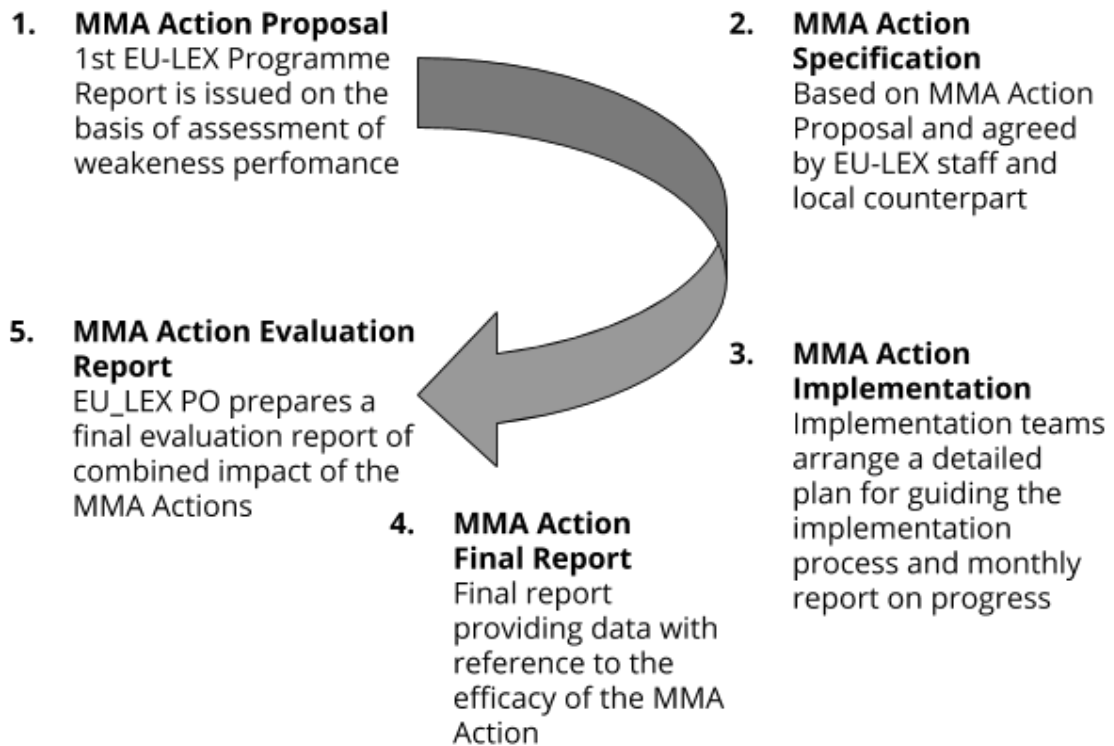 1. MMA Action Proposal
1st EU-LEX Programme
Report is issued on the
basis of assessment of
weakeness perfomance
2. MMA Action
Specification
Based on MMA Action
Proposal and agreed
by EU-LEX staff and
local counterpart
3. MMA Action
Implementation
Implementation teams
arrange a detailed
plan for guiding the
implementation
process and monthly
report on progress
4. MMA Action
Final Report
Final report
providing data with
reference to the
efficacy of the MMA
Action
5. MMA Action Evaluation
Report
EU_LEX PO prepares a
final evaluation report of
combined impact of the
MMA Actions